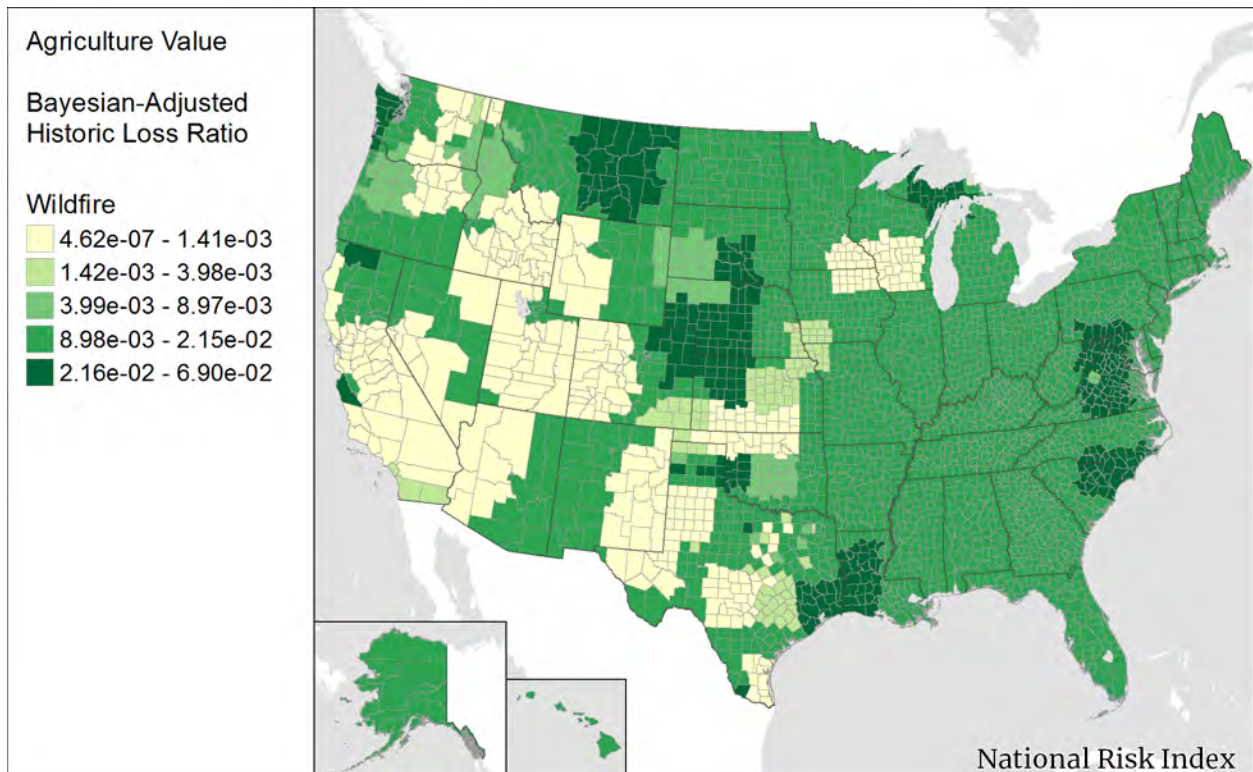 Agriculture Value
Bayesian-Adjusted
Historic Loss Ratio
Wildfire
4.62e-07 - 1.41e-03
1.42e-03 - 3.98e-03
3.99e-03 - 8.97e-03
8.98e-03 - 2.15e-02
2.16e-02 - 6.90e-02
National Risk Index